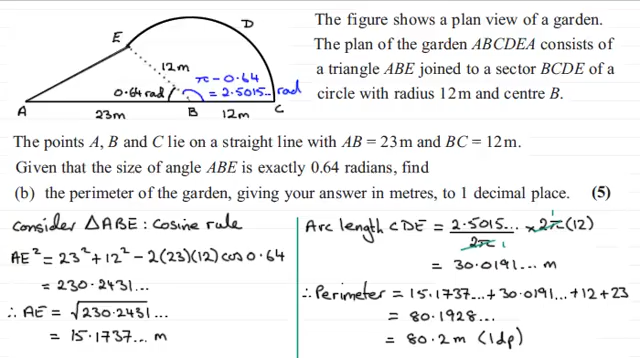 The figure shows a plan view of a garden.
The plan of the garden ABCDEA consists of
a triangle ABE joined to a sector BCDE of a
circle with radius 12 m and centre B.
D
E
12m
π - 0.64
= 2.5015.. rad
0.64 rad
A
23m
B
12m
C
The points A, B and C lie on a straight line with AB = 23 m and BC = 12 m.
Given that the size of angle ABE is exactly 0.64 radians, find
(b) the perimeter of the garden, giving your answer in metres, to 1 decimal place. (5)
Consider △ABE : Cosine rule
AE² = 23² + 12² - 2(23)(12) cos 0.64
= 230.2431...
∴ AE = √230.2431...
= 15.1737... m
Arc length CDE = 2.5015.../2π × 2π (12)
1
1
= 30.0191... m
∴ Perimeter = 15.1737... + 30.0191... + 12 + 23
= 80.1928...
= 80.2 m (1dp)